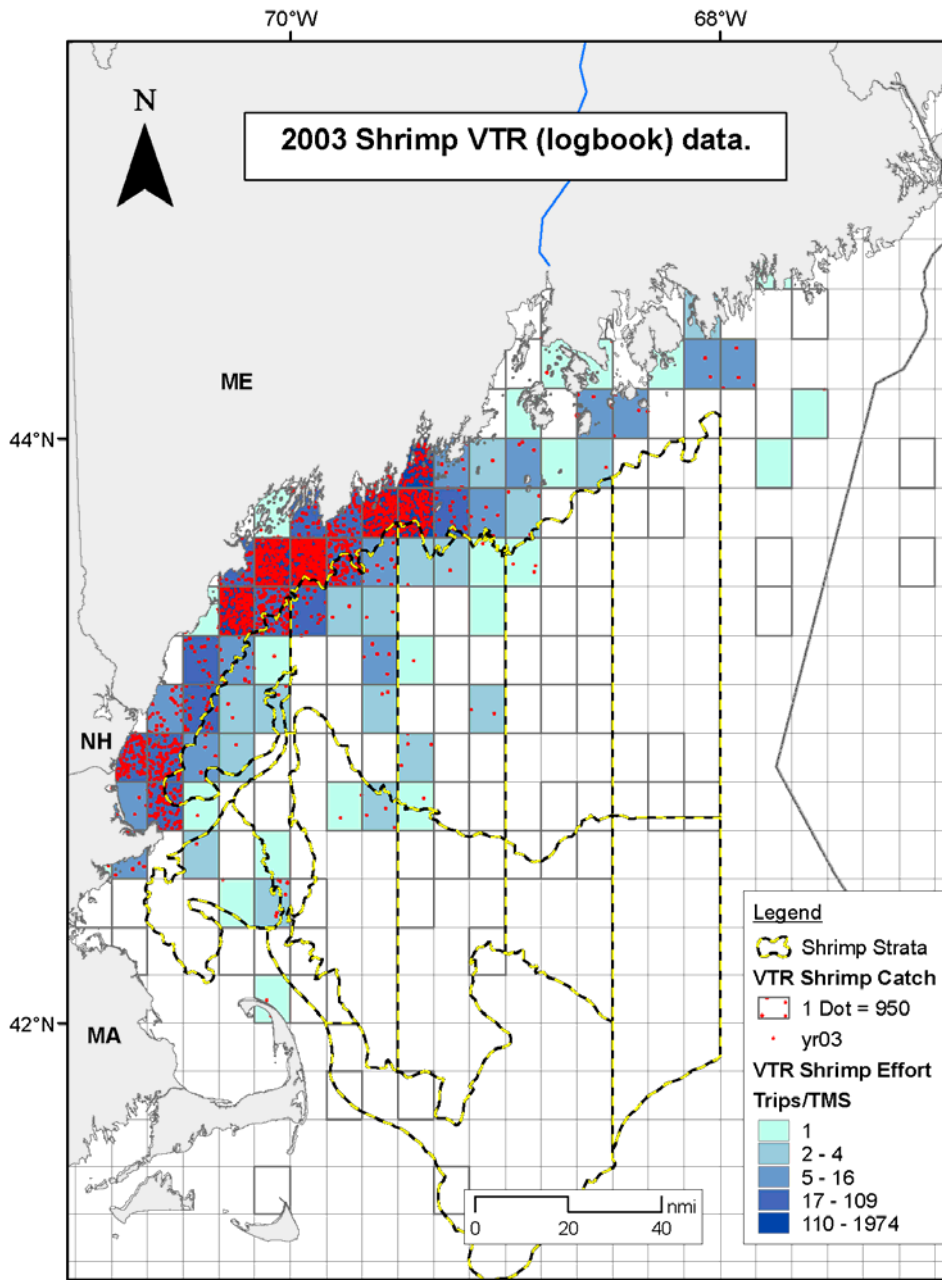 70°W 68°W
N
2003 Shrimp VTR (logbook) data.
ME
44°N
NH
Legend
Shrimp Strata
VTR Shrimp Catch
1 Dot = 950
yr03
VTR Shrimp Effort
Trips/TMS
1
2 - 4
5 - 16
17 - 109
110 - 1974
42°N
MA
nmi
0 20 40